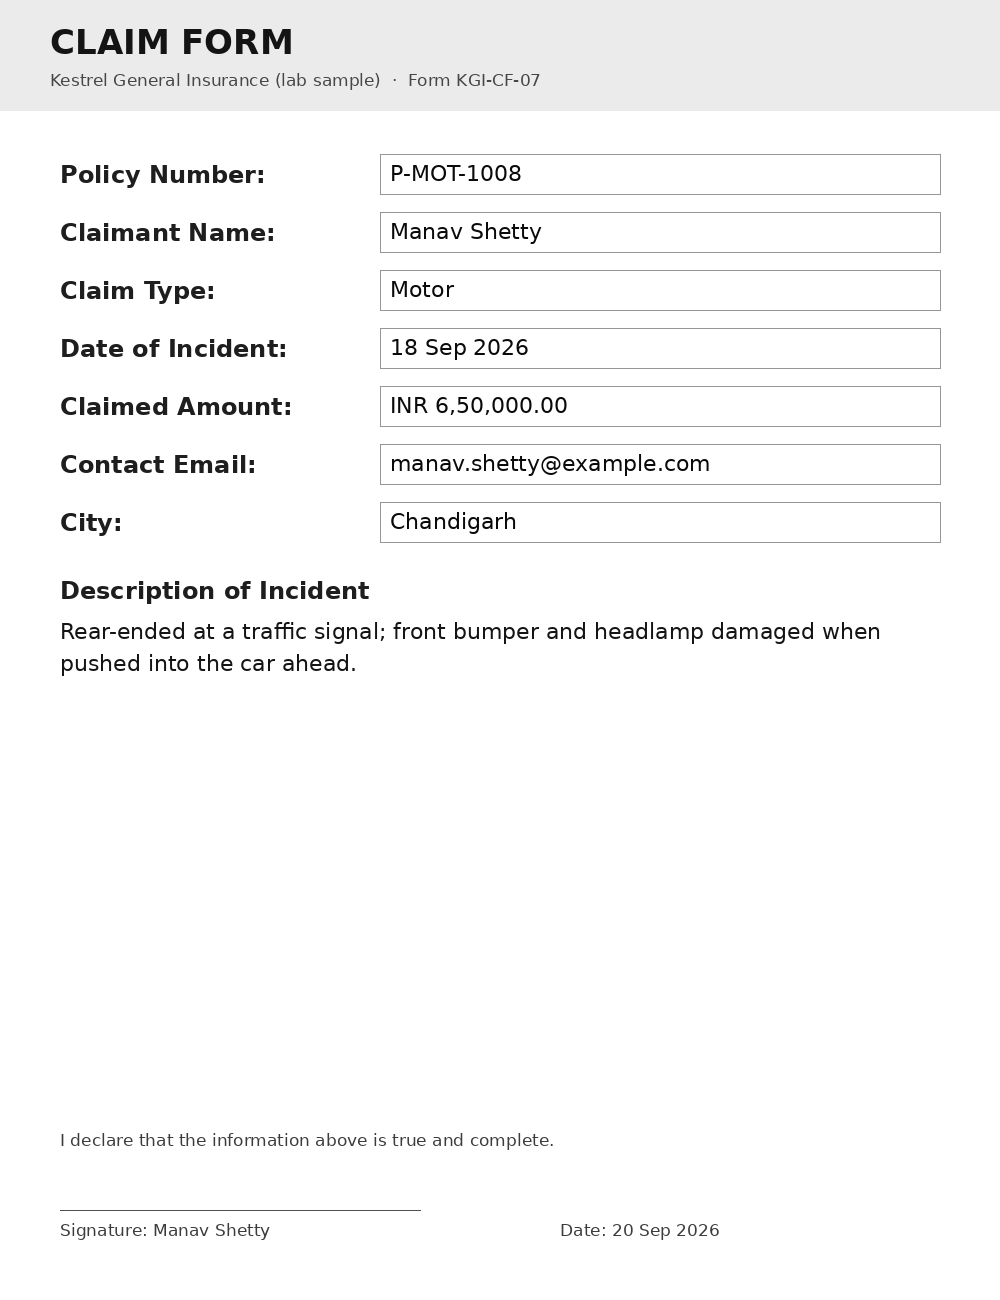 CLAIM FORM
Kestrel General Insurance (lab sample) · Form KGI-CF-07
Policy Number: P-MOT-1008
Claimant Name: Manav Shetty
Claim Type: Motor
Date of Incident: 18 Sep 2026
Claimed Amount: INR 6,50,000.00
Contact Email: manav.shetty@example.com
City: Chandigarh
Description of Incident
Rear-ended at a traffic signal; front bumper and headlamp damaged when
pushed into the car ahead.
I declare that the information above is true and complete.
Signature: Manav Shetty Date: 20 Sep 2026